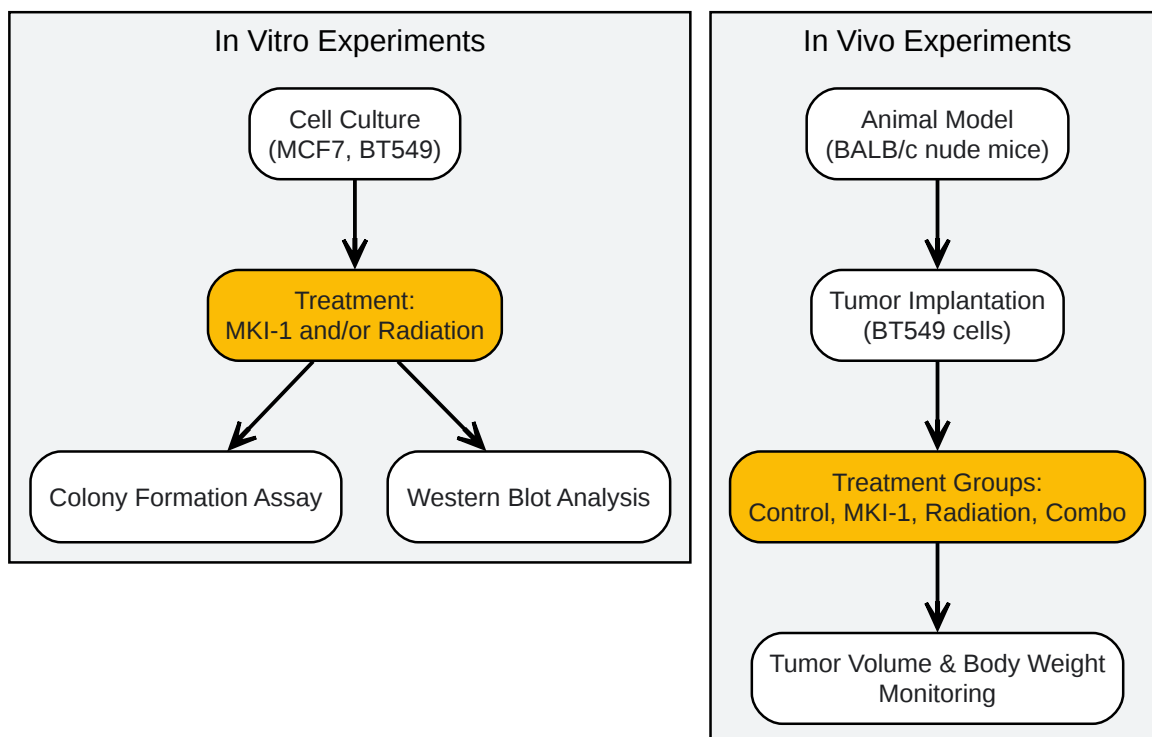 In Vitro Experiments
Cell Culture
(MCF7, BT549)
Treatment:
MKI-1 and/or Radiation
Colony Formation Assay
Western Blot Analysis
In Vivo Experiments
Animal Model
(BALB/c nude mice)
Tumor Implantation
(BT549 cells)
Treatment Groups:
Control, MKI-1, Radiation, Combo
Tumor Volume & Body Weight
Monitoring